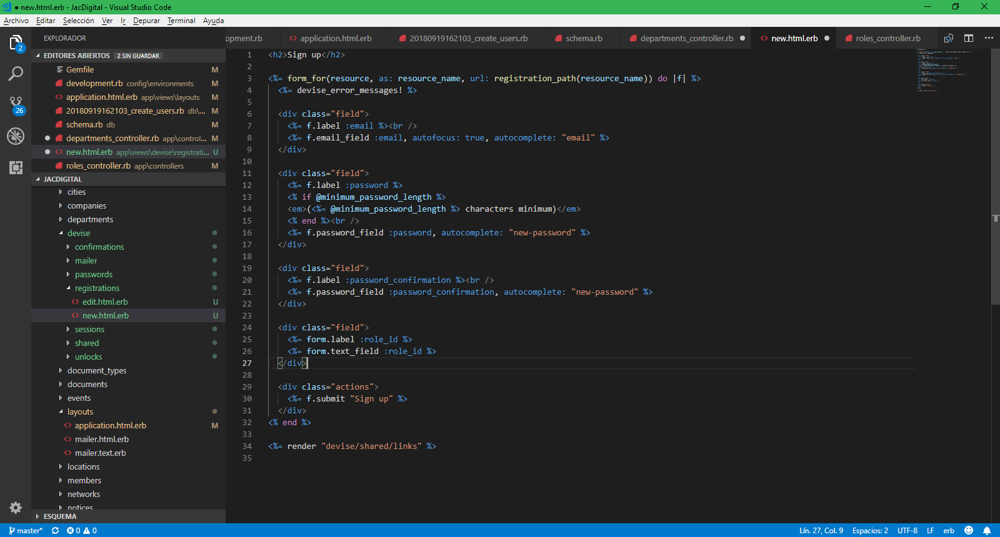 ● new.html.erb - JacDigital - Visual Studio Code
Archivo Editar Selección Ver Ir Depurar Terminal Ayuda
EXPLORADOR
2
26
EDITORES ABIERTOS 2 SIN GUARDAR
Gemfile M
development.rb config\environments M
application.html.erb app\views\layouts M
20180919162103_create_users.rb db\... M
schema.rb db M
● departments_controller.rb app\control... M
● new.html.erb app\views\devise\registrati... U
roles_controller.rb app\controllers M
JACDIGITAL
cities
companies
departments
devise
confirmations
mailer
passwords
registrations
edit.html.erb U
new.html.erb U
sessions
shared
unlocks
document_types
documents
events
layouts
application.html.erb M
mailer.html.erb
mailer.text.erb
locations
members
networks
notices
ESQUEMA
opment.rb application.html.erb 20180919162103_create_users.rb schema.rb departments_controller.rb ● new.html.erb ● roles_controller.rb ...
1 <h2>Sign up</h2>
2
3 <%= form_for(resource, as: resource_name, url: registration_path(resource_name)) do |f| %>
4   <%= devise_error_messages! %>
5
6   <div class="field">
7     <%= f.label :email %><br />
8     <%= f.email_field :email, autofocus: true, autocomplete: "email" %>
9   </div>
10
11   <div class="field">
12     <%= f.label :password %>
13     <% if @minimum_password_length %>
14     <em>(<%= @minimum_password_length %> characters minimum)</em>
15     <% end %><br />
16     <%= f.password_field :password, autocomplete: "new-password" %>
17   </div>
18
19   <div class="field">
20     <%= f.label :password_confirmation %><br />
21     <%= f.password_field :password_confirmation, autocomplete: "new-password" %>
22   </div>
23
24   <div class="field">
25     <%= form.label :role_id %>
26     <%= form.text_field :role_id %>
27   </div>
28
29   <div class="actions">
30     <%= f.submit "Sign up" %>
31   </div>
32 <% end %>
33
34 <%= render "devise/shared/links" %>
35
master* 0 0 Lín. 27, Col. 9 Espacios: 2 UTF-8 LF erb